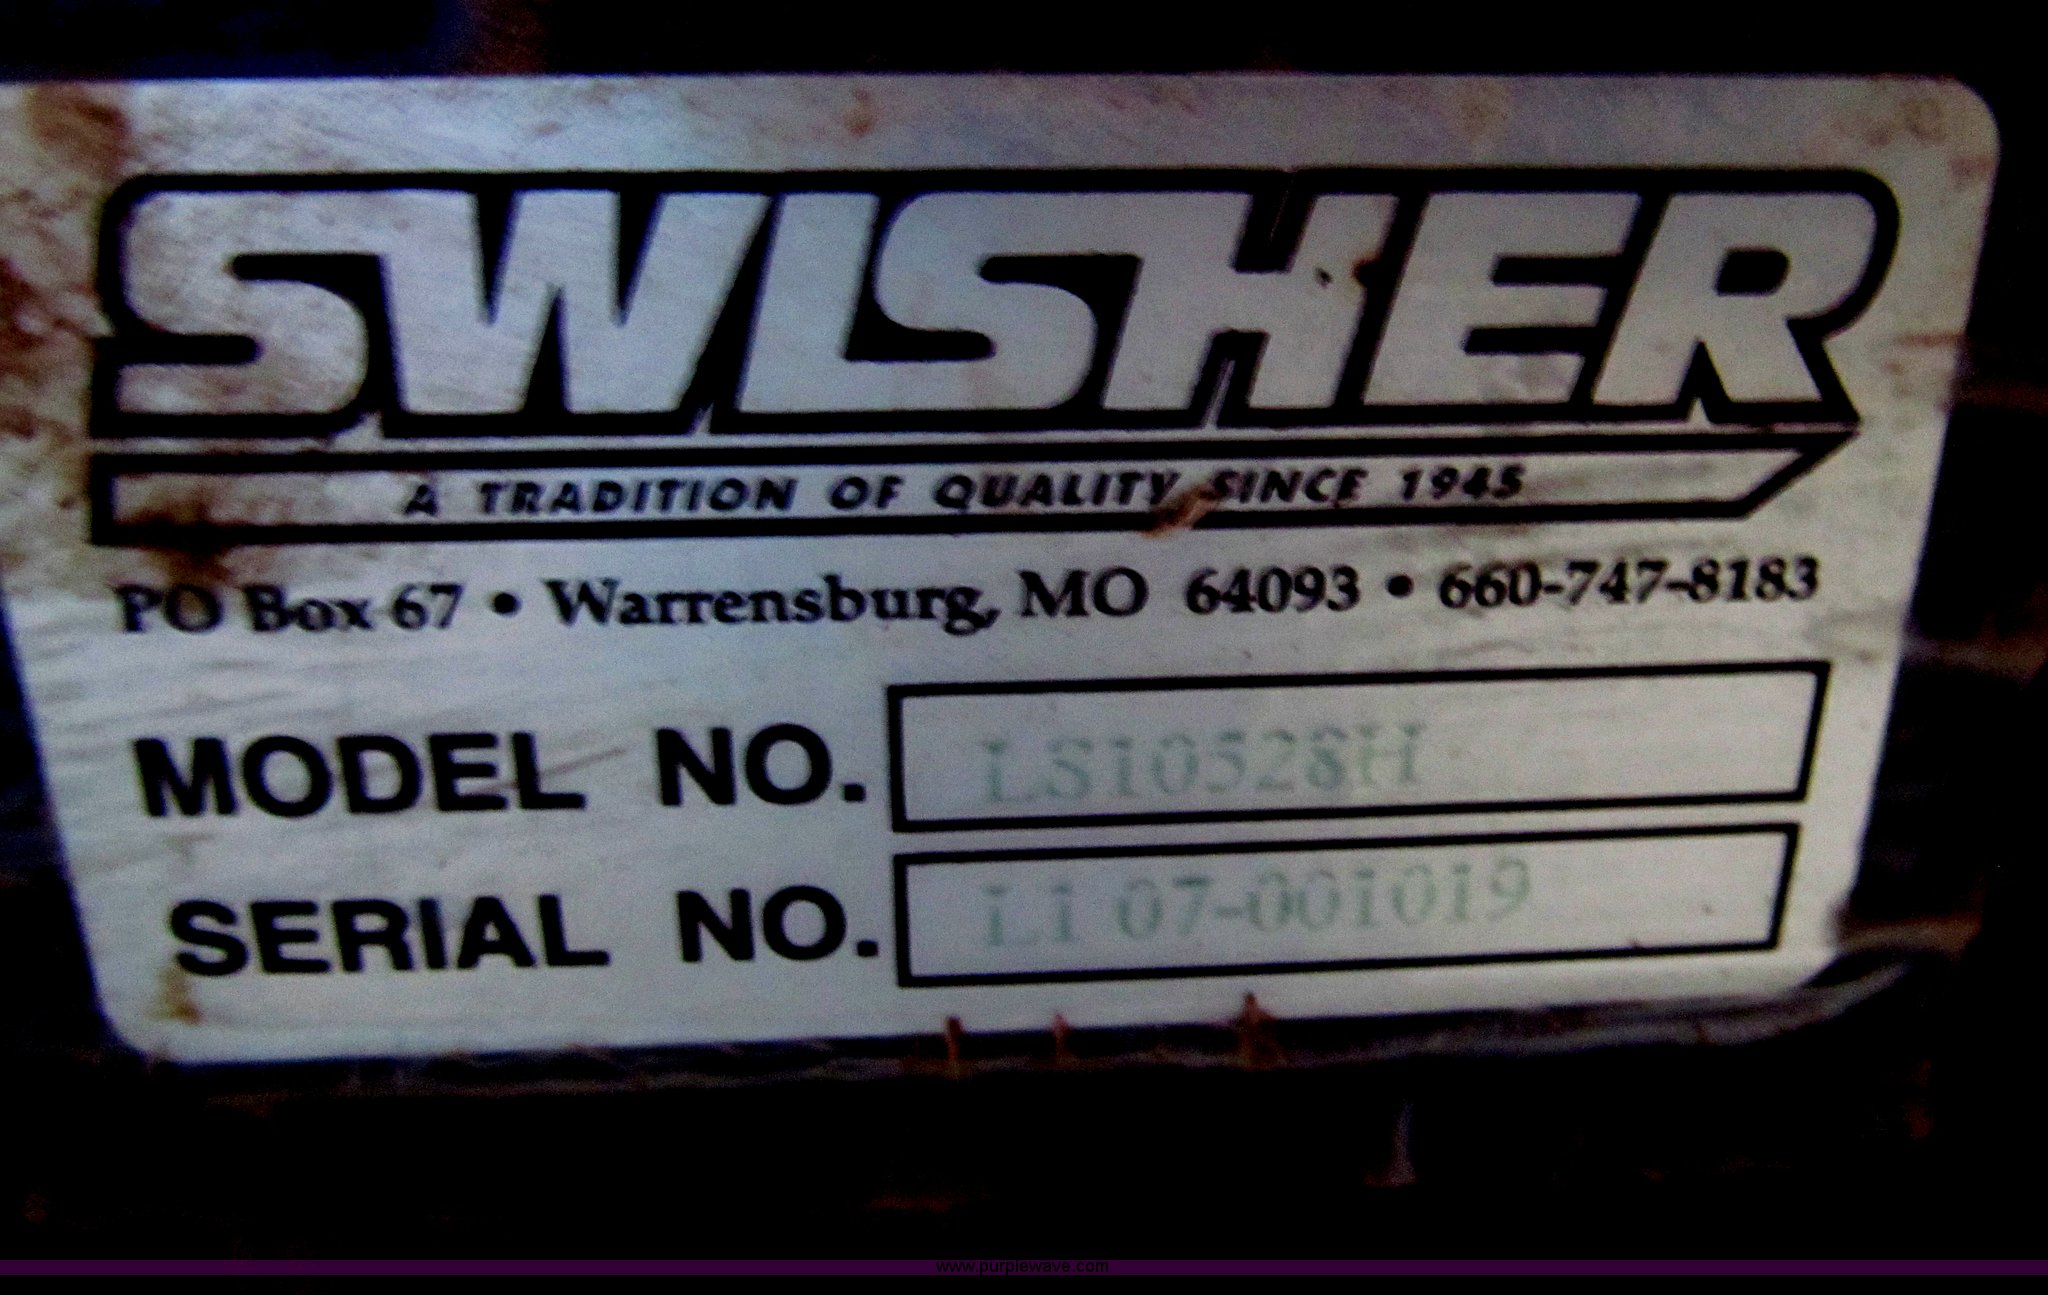 SWISHER
A TRADITION OF QUALITY SINCE 1945
PO Box 67 • Warrensburg, MO 64093 • 660-747-8183
MODEL NO. LS10528H
SERIAL NO. L1 07-001019
www.purplewave.com